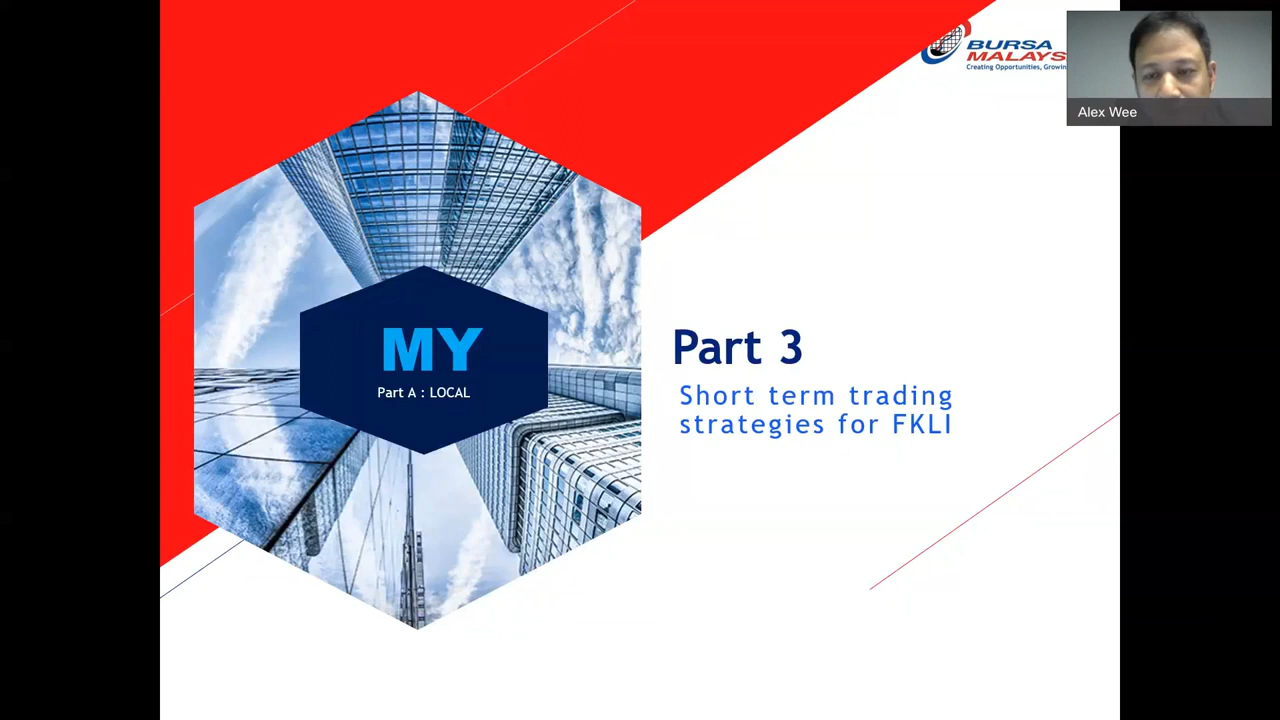 BURSA
MALAYS
Creating Opportunities, Growin
Alex Wee
MY
Part A : LOCAL
Part 3
Short term trading
strategies for FKLI